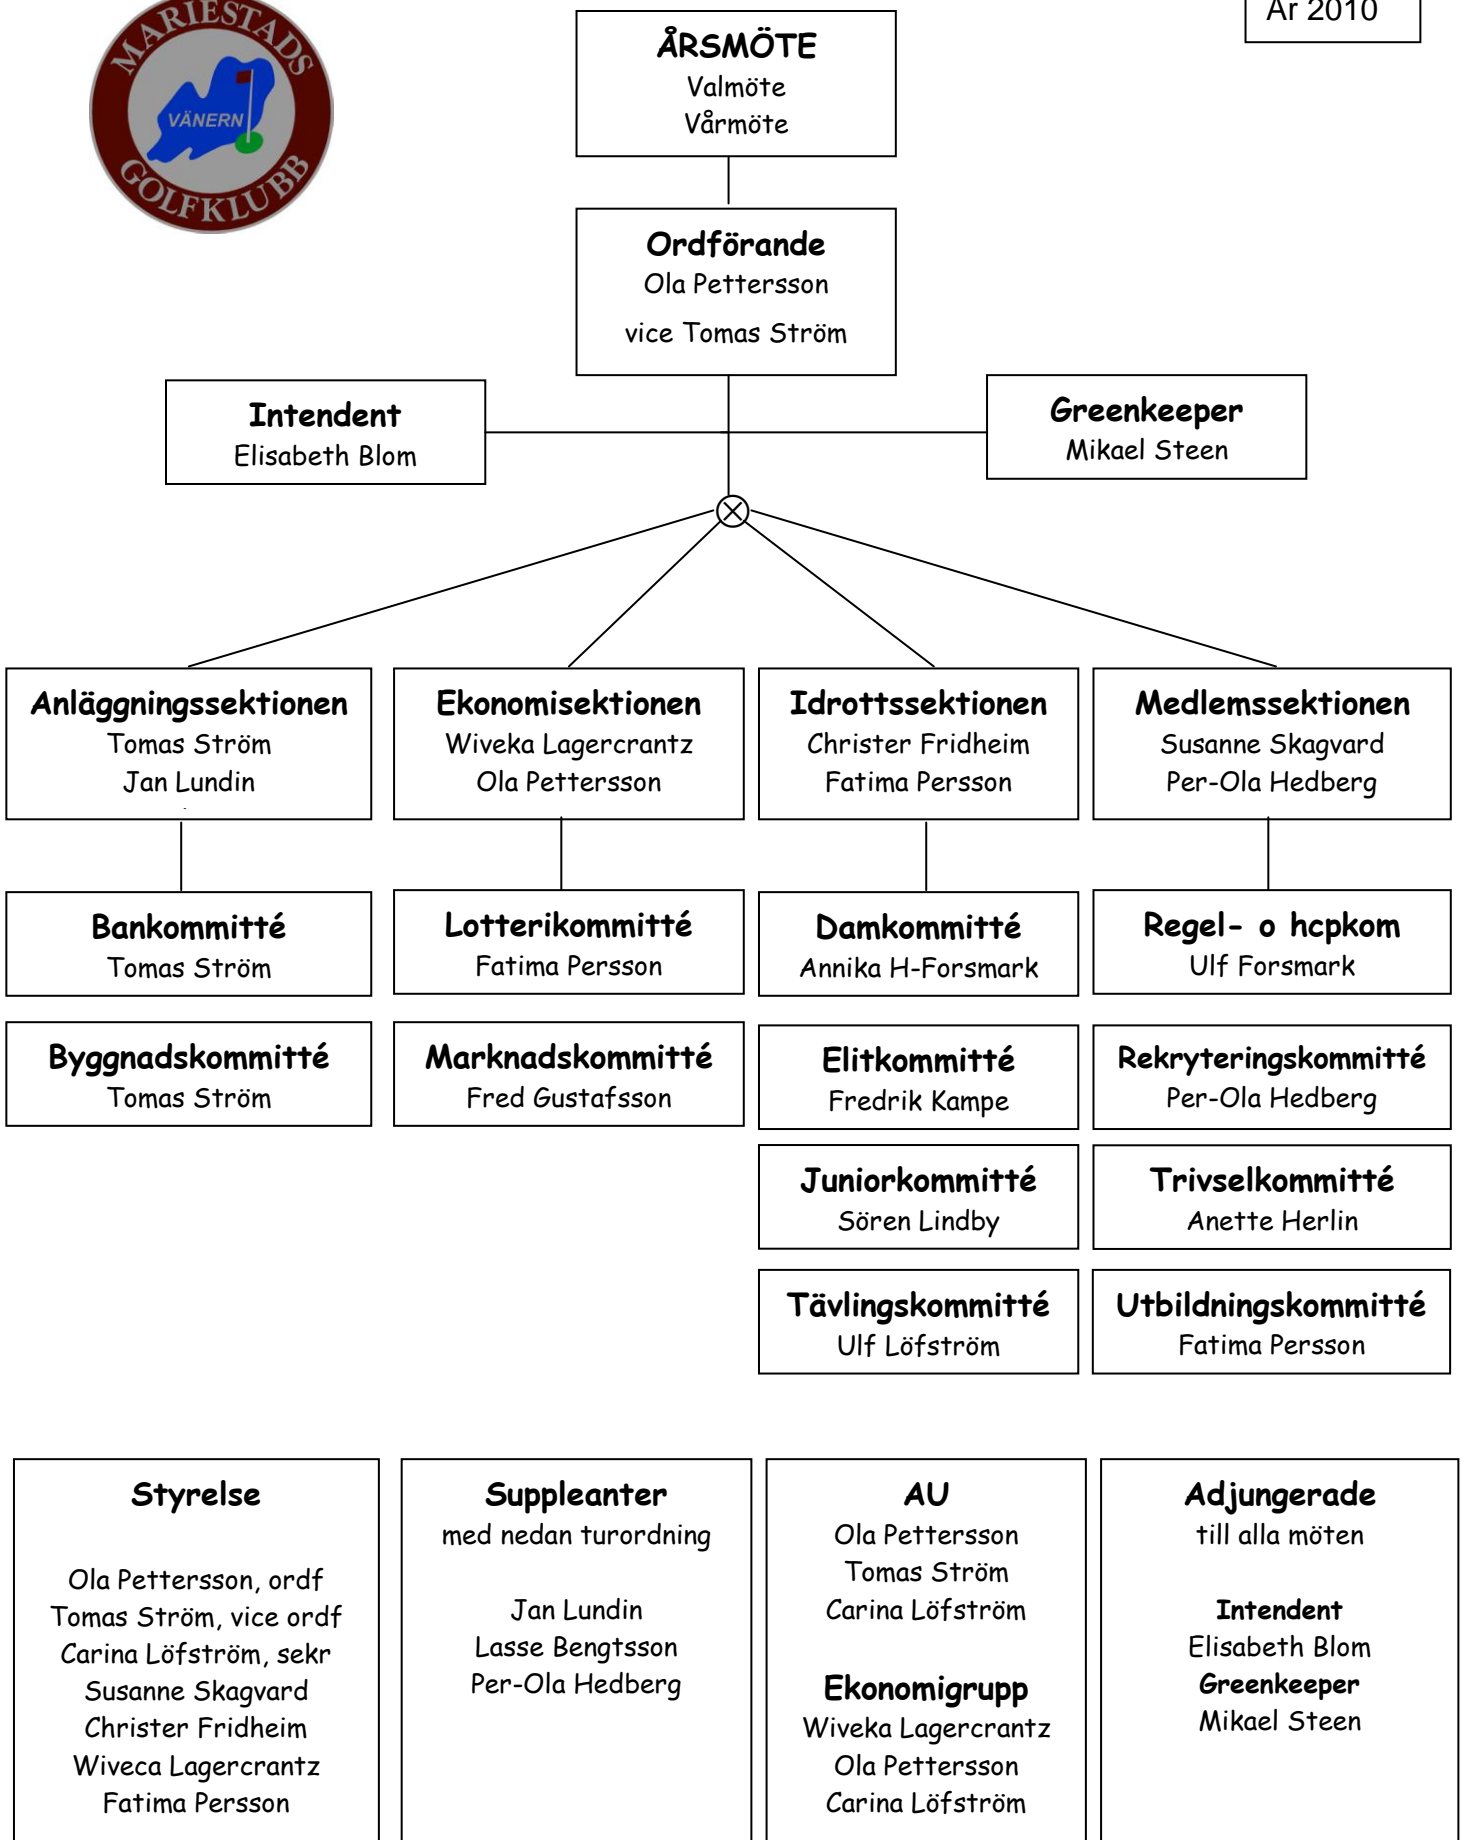 MARIESTADS
VÄNERN
GOLFKLUBB
År 2010
ÅRSMÖTE
Valmöte
Vårmöte
Ordförande
Ola Pettersson
vice Tomas Ström
Intendent
Elisabeth Blom
Greenkeeper
Mikael Steen
Anläggningssektionen
Tomas Ström
Jan Lundin
Ekonomisektionen
Wiveka Lagercrantz
Ola Pettersson
Idrottssektionen
Christer Fridheim
Fatima Persson
Medlemssektionen
Susanne Skagvard
Per-Ola Hedberg
Bankommitté
Tomas Ström
Lotterikommitté
Fatima Persson
Damkommitté
Annika H-Forsmark
Regel- o hcpkom
Ulf Forsmark
Byggnadskommitté
Tomas Ström
Marknadskommitté
Fred Gustafsson
Elitkommitté
Fredrik Kampe
Rekryteringskommitté
Per-Ola Hedberg
Juniorkommitté
Sören Lindby
Trivselkommitté
Anette Herlin
Tävlingskommitté
Ulf Löfström
Utbildningskommitté
Fatima Persson
Styrelse
Ola Pettersson, ordf
Tomas Ström, vice ordf
Carina Löfström, sekr
Susanne Skagvard
Christer Fridheim
Wiveca Lagercrantz
Fatima Persson
Suppleanter
med nedan turordning
Jan Lundin
Lasse Bengtsson
Per-Ola Hedberg
AU
Ola Pettersson
Tomas Ström
Carina Löfström
Ekonomigrupp
Wiveka Lagercrantz
Ola Pettersson
Carina Löfström
Adjungerade
till alla möten
Intendent
Elisabeth Blom
Greenkeeper
Mikael Steen